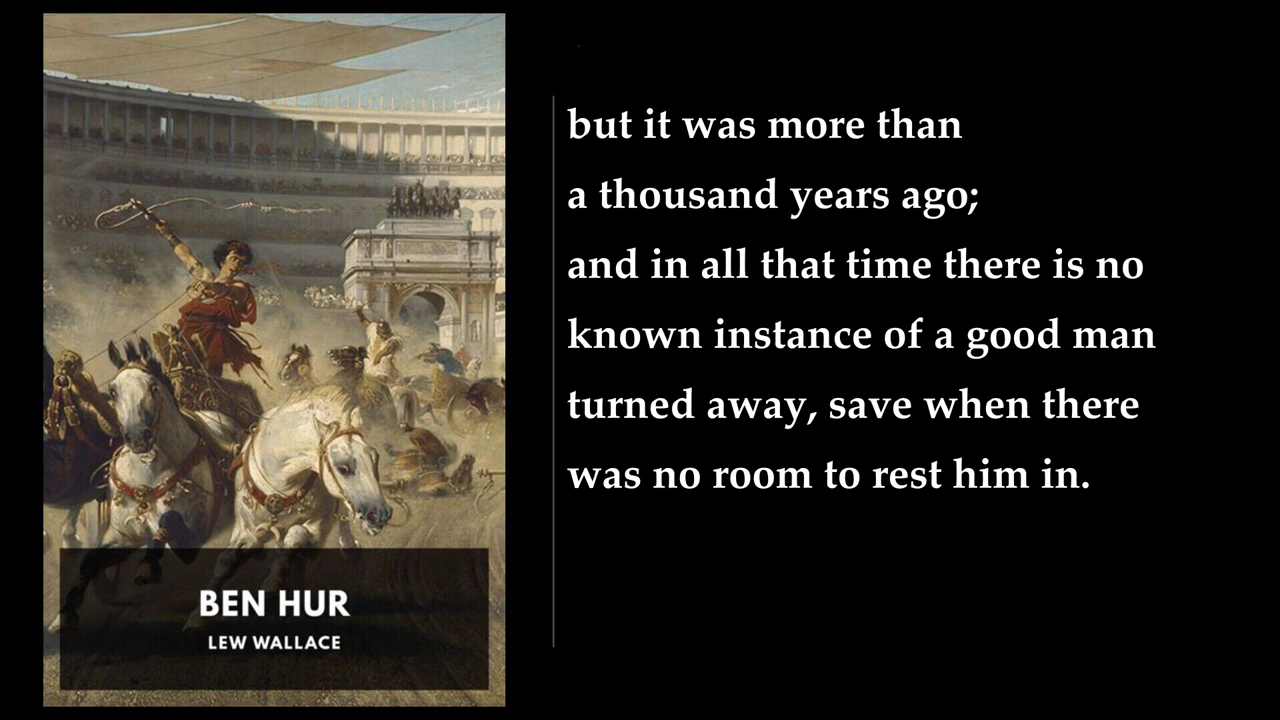 but it was more than
a thousand years ago;
and in all that time there is no
known instance of a good man
turned away, save when there
was no room to rest him in.
BEN HUR
LEW WALLACE